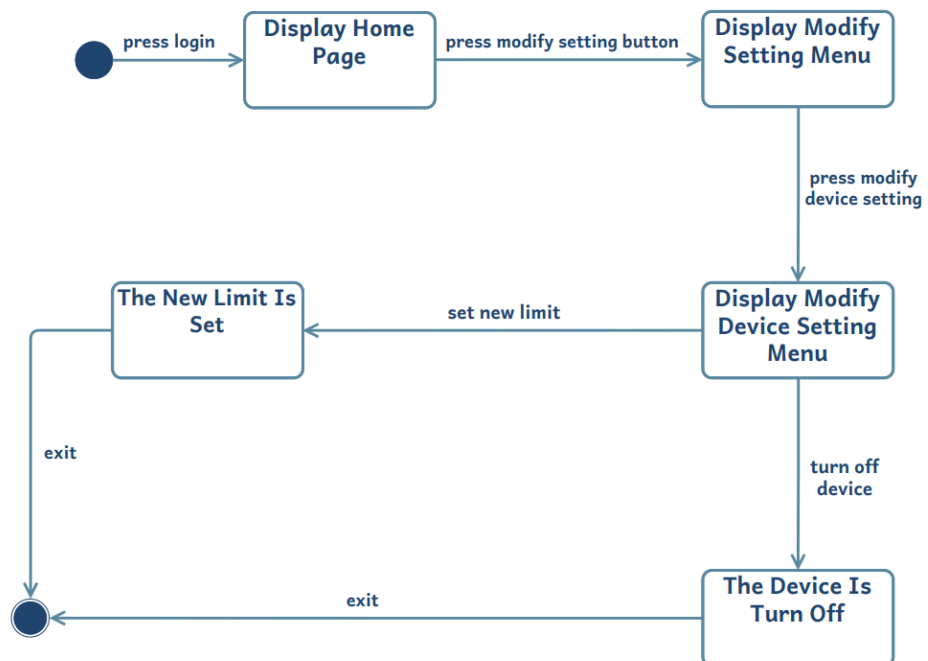 press login
Display Home
Page
press modify setting button
Display Modify
Setting Menu
press modify
device setting
The New Limit Is
Set
set new limit
Display Modify
Device Setting
Menu
exit
turn off
device
exit
The Device Is
Turn Off